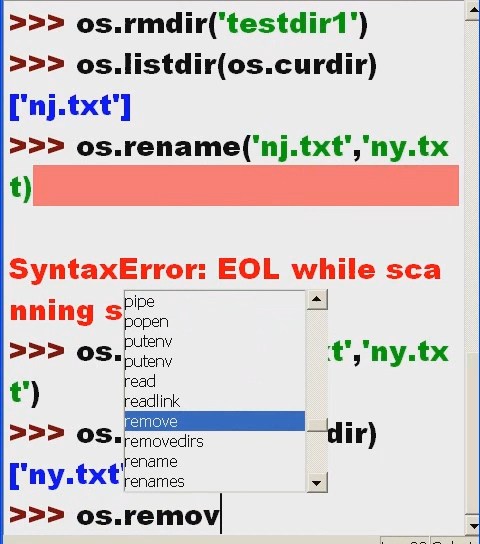 >>> os.rmdir('testdir1')
>>> os.listdir(os.curdir)
['nj.txt']
>>> os.rename('nj.txt','ny.tx
t)
SyntaxError: EOL while sca
nning s
>>> os. xt','ny.tx
t')
>>> os. dir)
['ny.txt'
>>> os.remov
pipe
popen
putenv
putenv
read
readlink
remove
removedirs
rename
renames